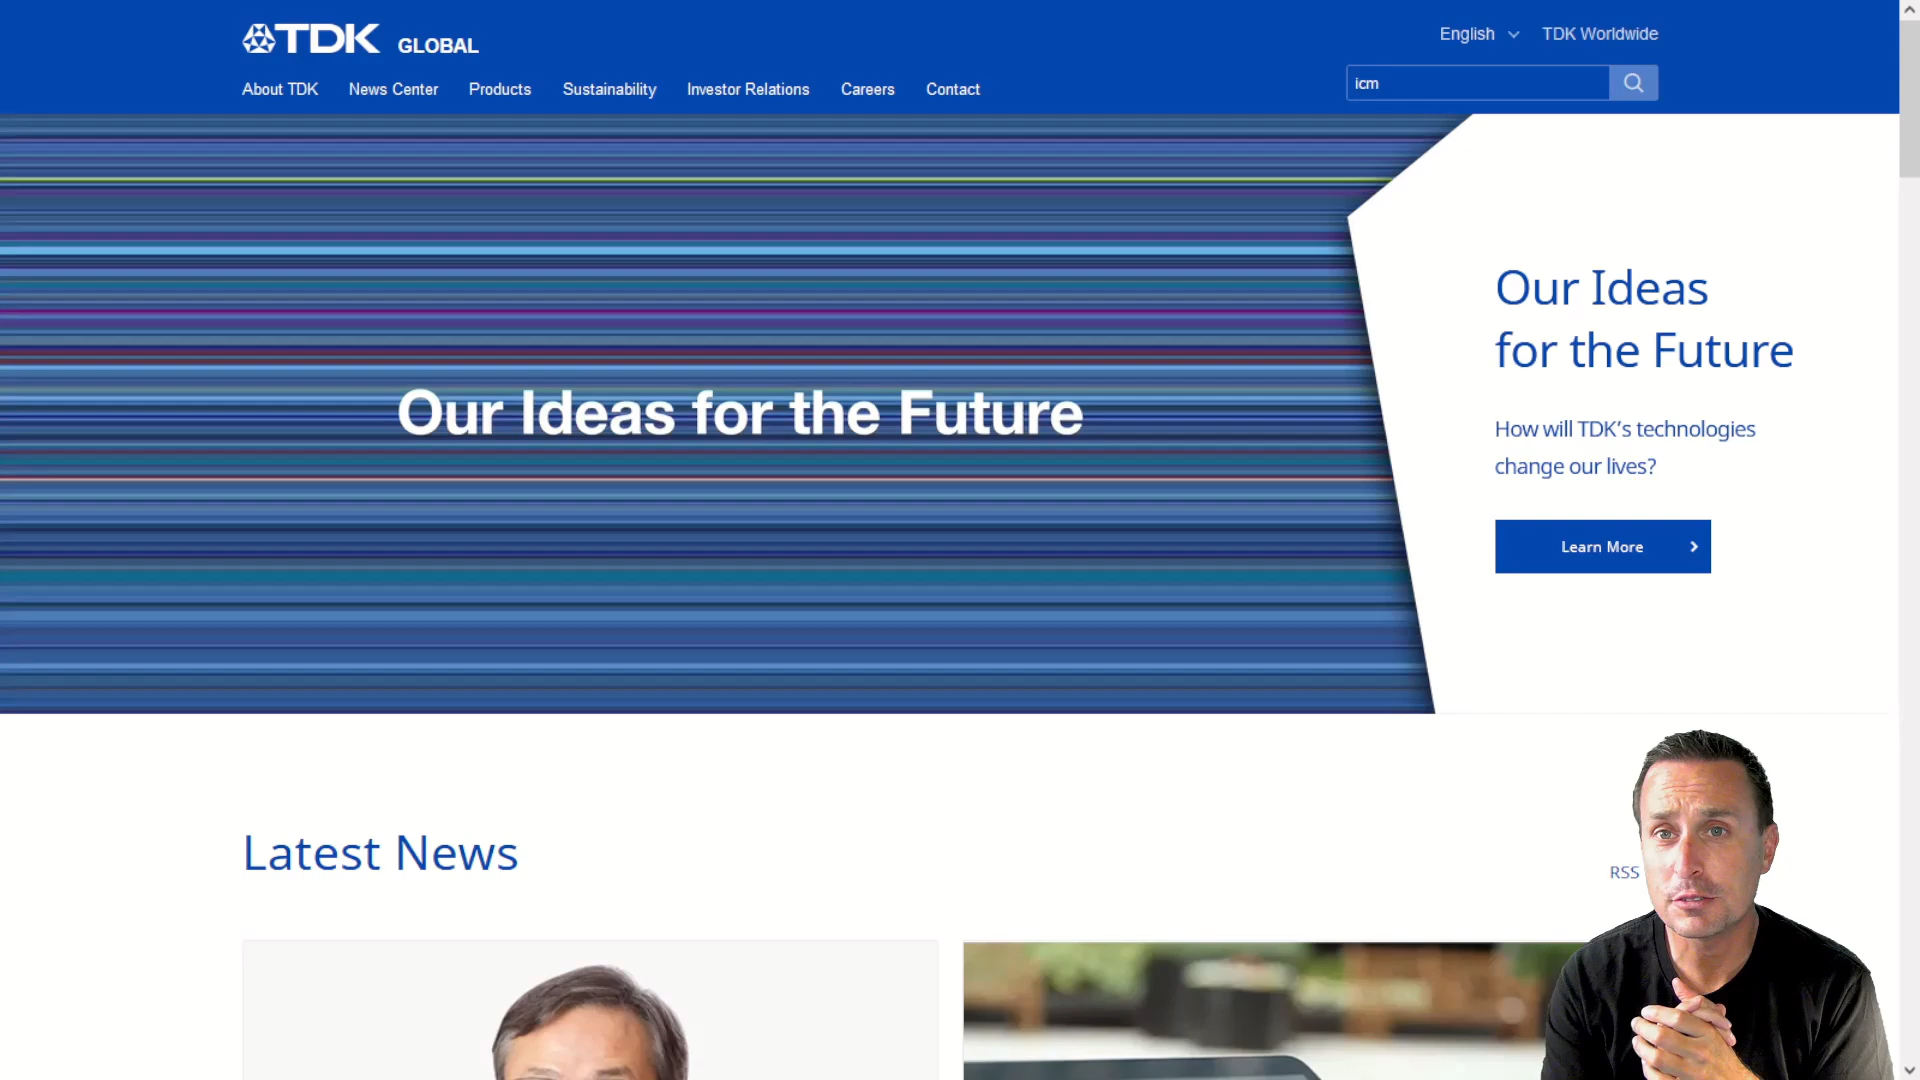 TDK GLOBAL
English TDK Worldwide
icm
About TDK News Center Products Sustainability Investor Relations Careers Contact
Our Ideas for the Future
Our Ideas
for the Future
How will TDK’s technologies
change our lives?
Learn More
Latest News
RSS